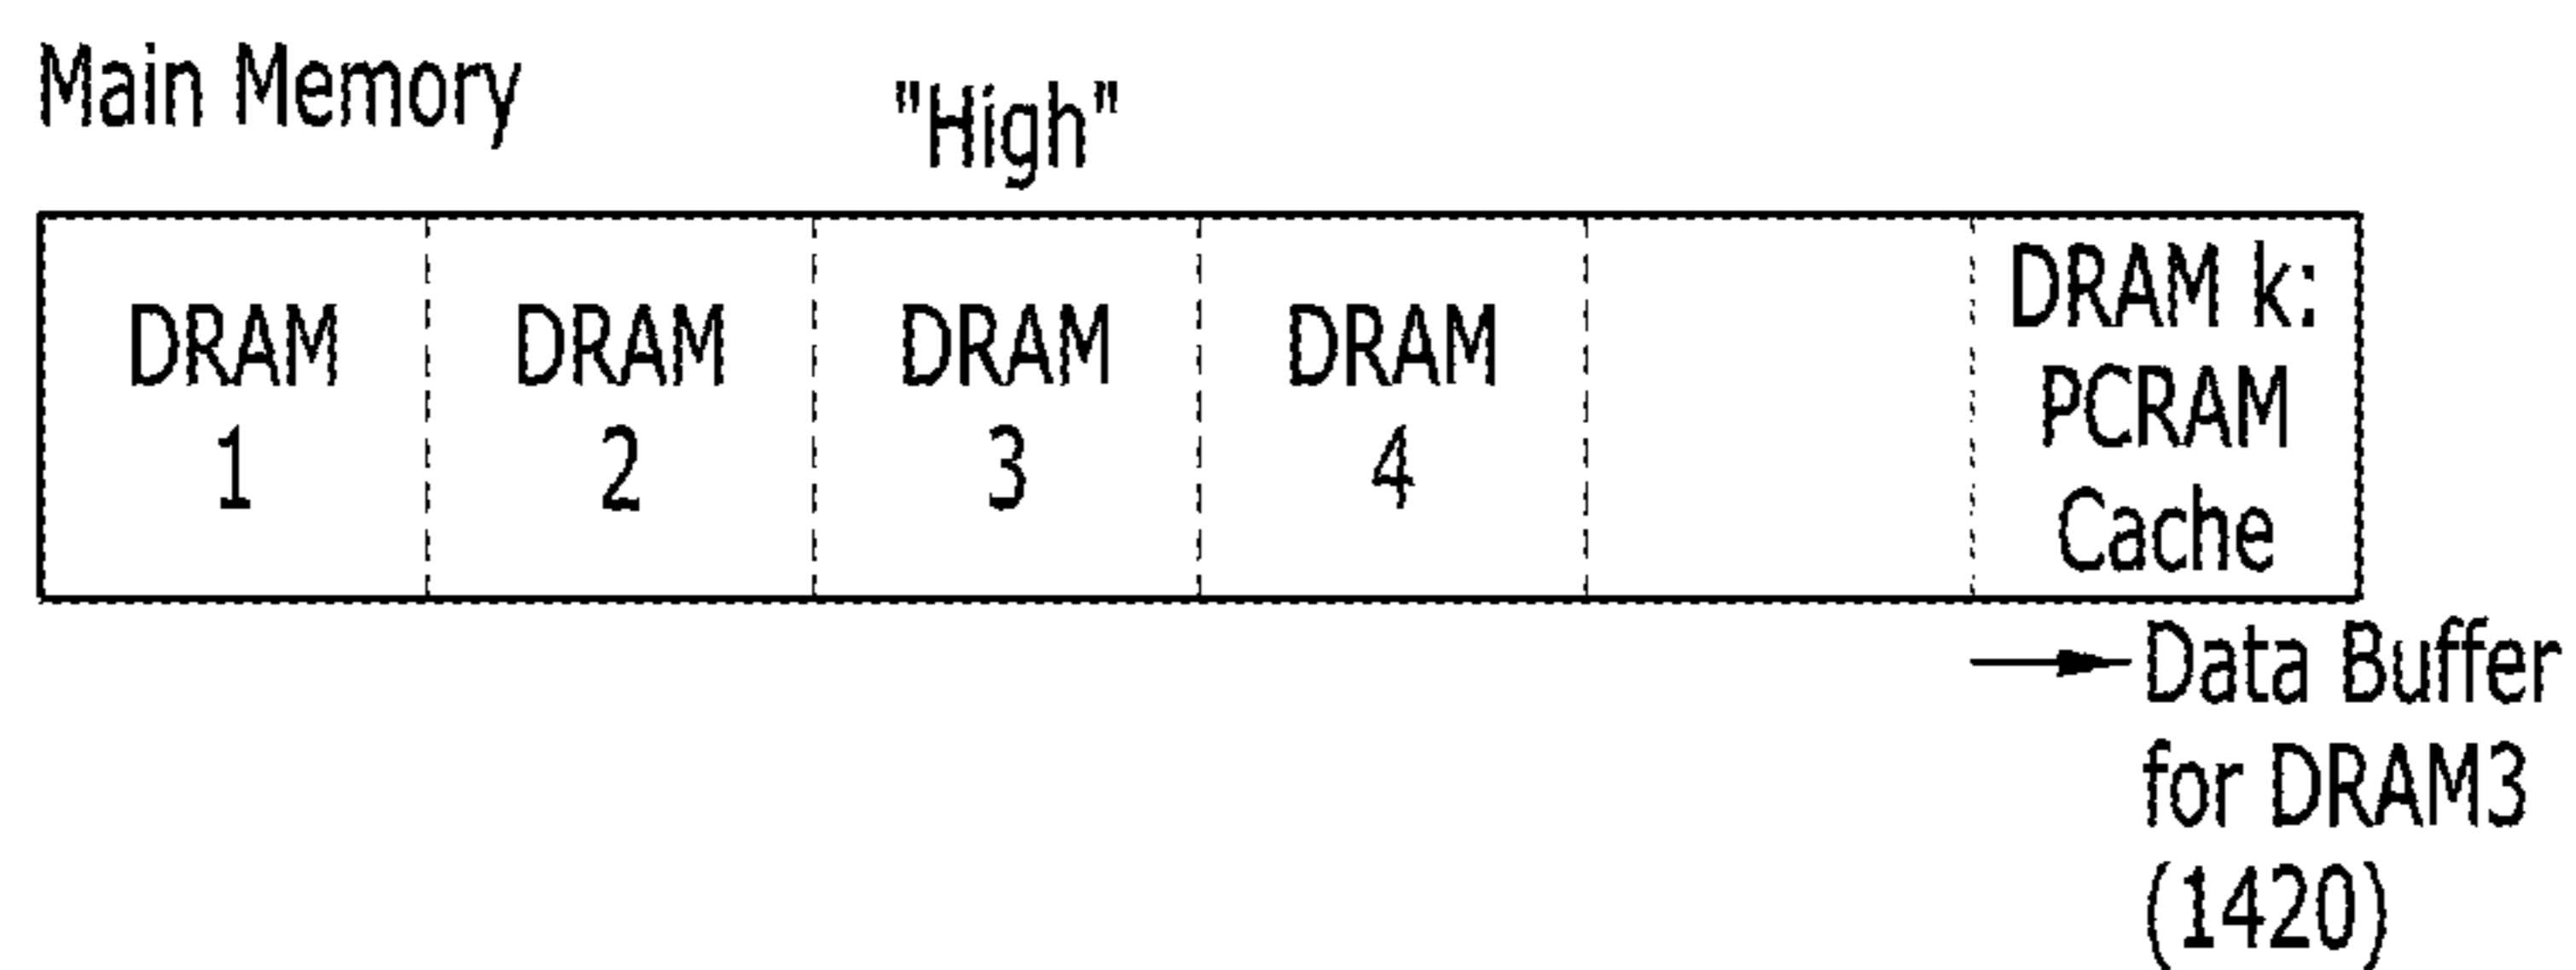 Main Memory
"High"
DRAM
1
DRAM
2
DRAM
3
DRAM
4
DRAM k:
PCRAM
Cache
Data Buffer
for DRAM3
(1420)